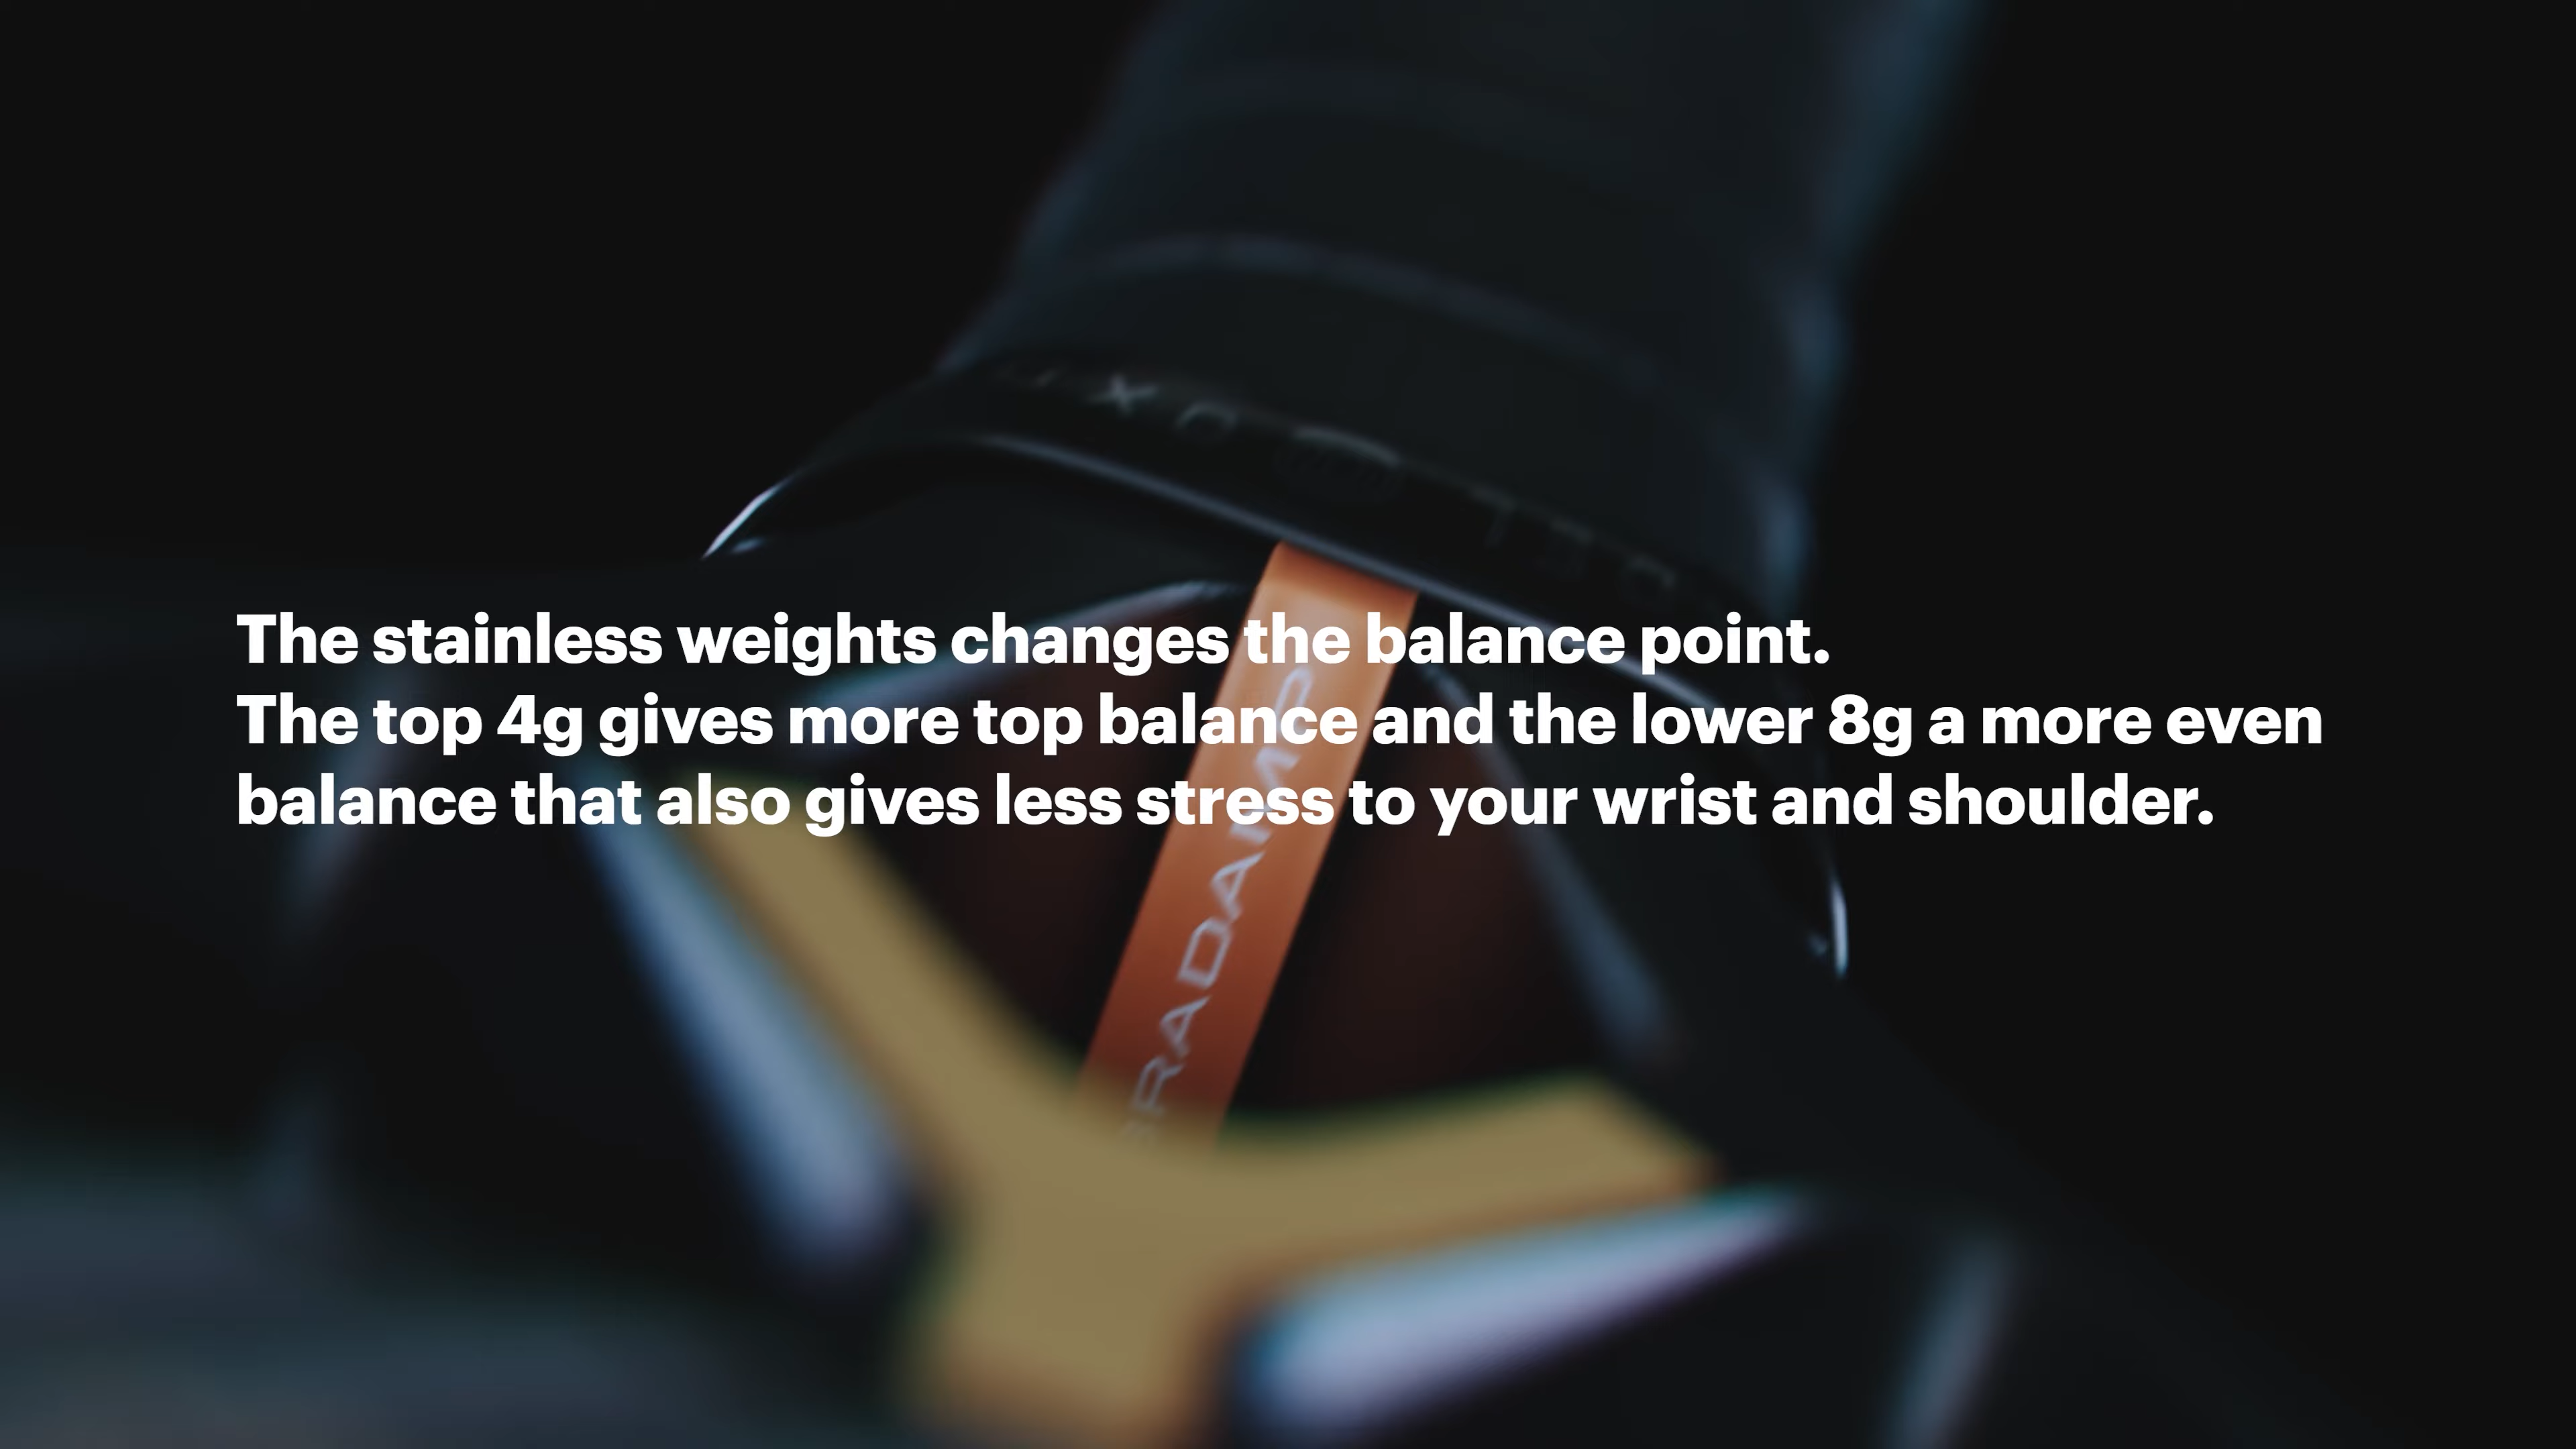 The stainless weights changes the balance point.
The top 4g gives more top balance and the lower 8g a more even
balance that also gives less stress to your wrist and shoulder.